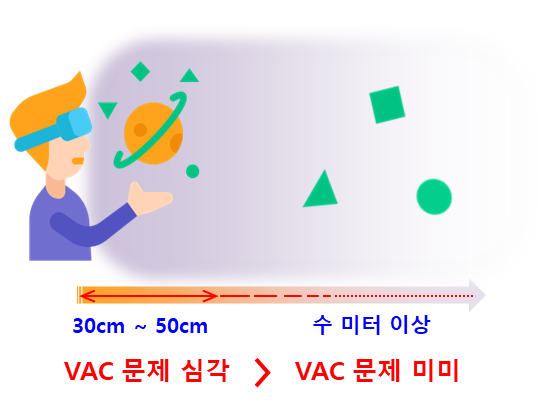 30cm ~ 50cm 수 미터 이상
VAC 문제 심각 > VAC 문제 미미